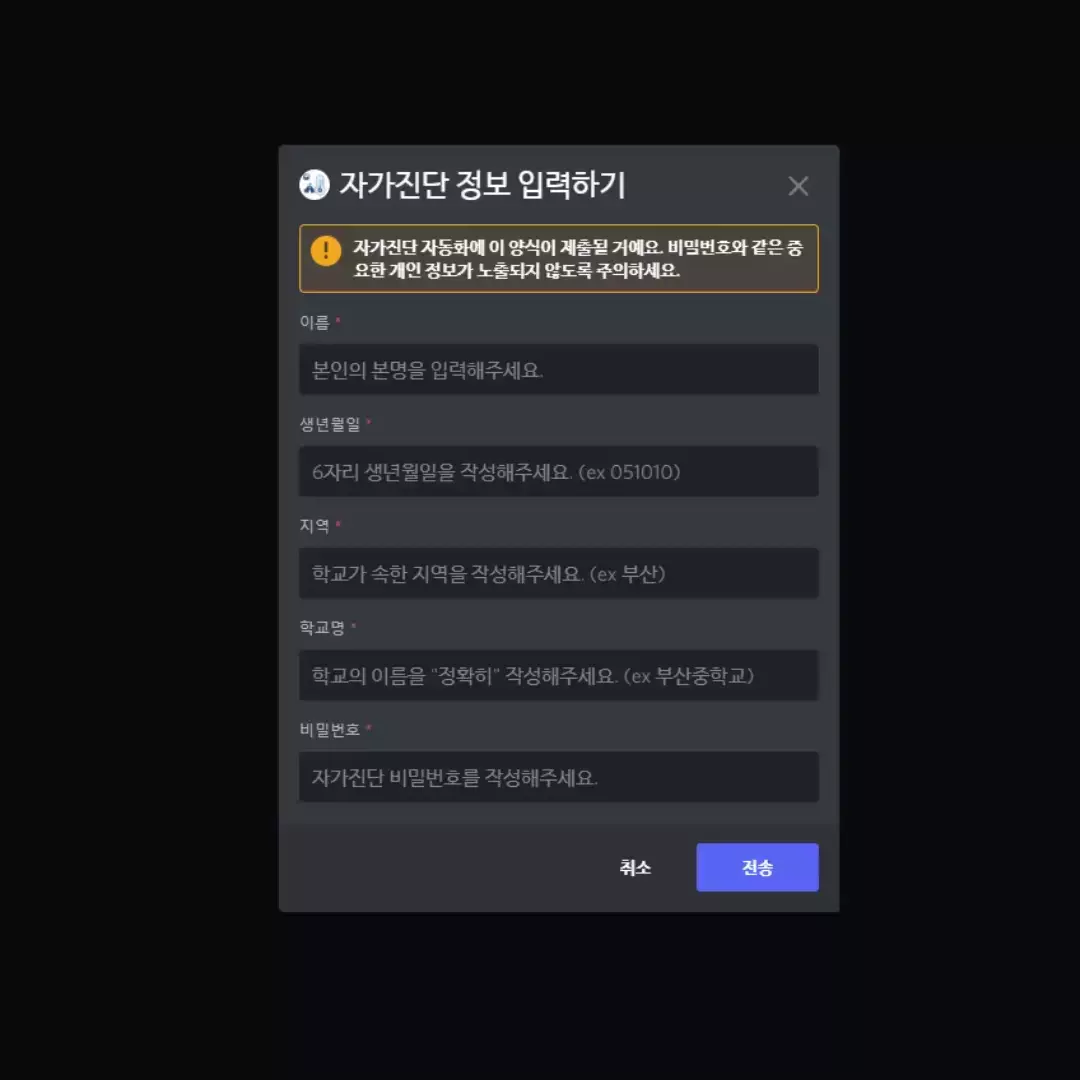 자가진단 정보 입력하기
자가진단 자동화에 이 양식이 제출될 거예요. 비밀번호와 같은 중
요한 개인 정보가 노출되지 않도록 주의하세요.
이름 *
본인의 본명을 입력해주세요.
생년월일 *
6자리 생년월일을 작성해주세요. (ex 051010)
지역 *
학교가 속한 지역을 작성해주세요. (ex 부산)
학교명 *
학교의 이름을 "정확히" 작성해주세요. (ex 부산중학교)
비밀번호 *
자가진단 비밀번호를 작성해주세요.
취소 전송